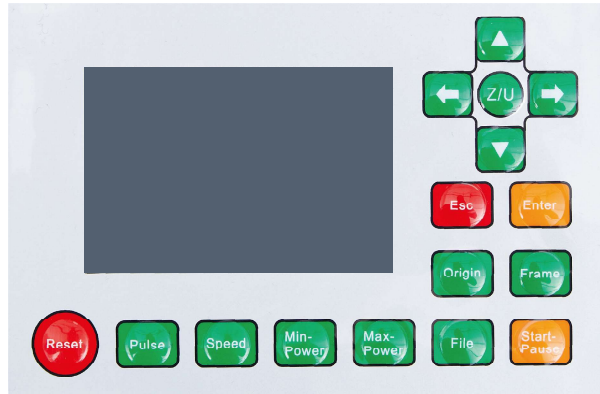 Z/U
Esc
Enter
Origin
Frame
Reset
Pulse
Speed
Min-
Power
Max-
Power
File
Start-
Pause